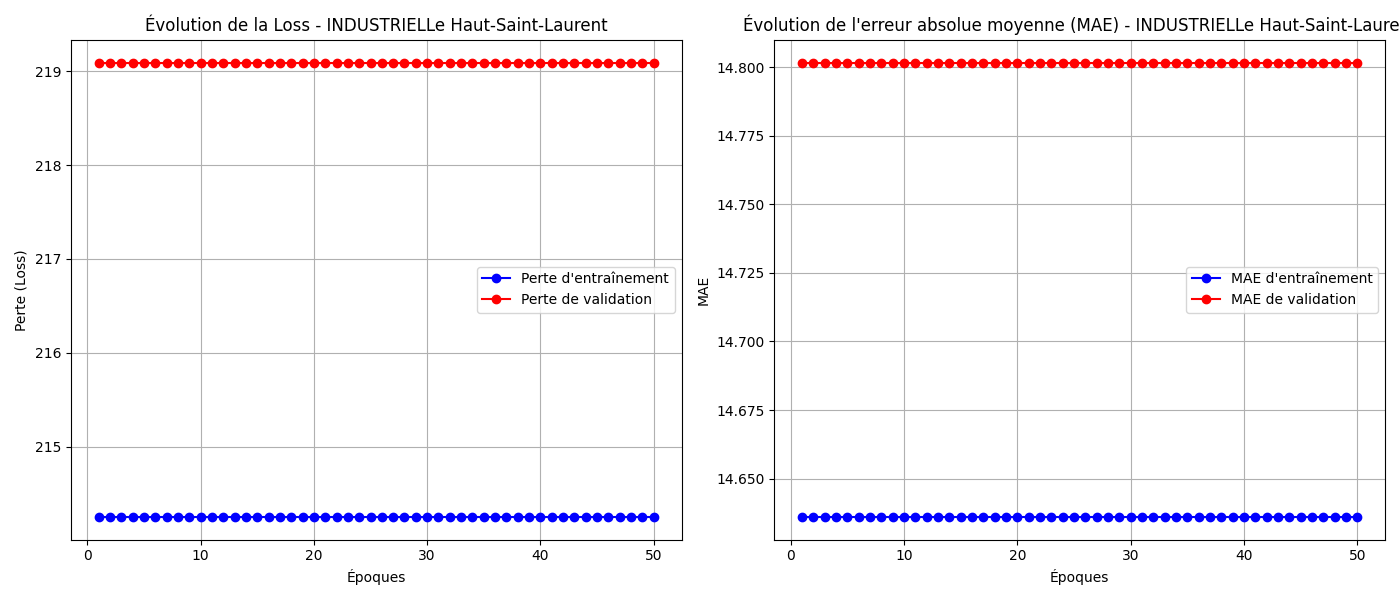 Évolution de la Loss - INDUSTRIELLe Haut-Saint-Laurent
219
218
217
216
215
Perte (Loss)
Perte d'entraînement
Perte de validation
0 10 20 30 40 50
Époques
Évolution de l'erreur absolue moyenne (MAE) - INDUSTRIELLe Haut-Saint-Laure
14.800
14.775
14.750
14.725
14.700
14.675
14.650
MAE
MAE d'entraînement
MAE de validation
0 10 20 30 40 50
Époques